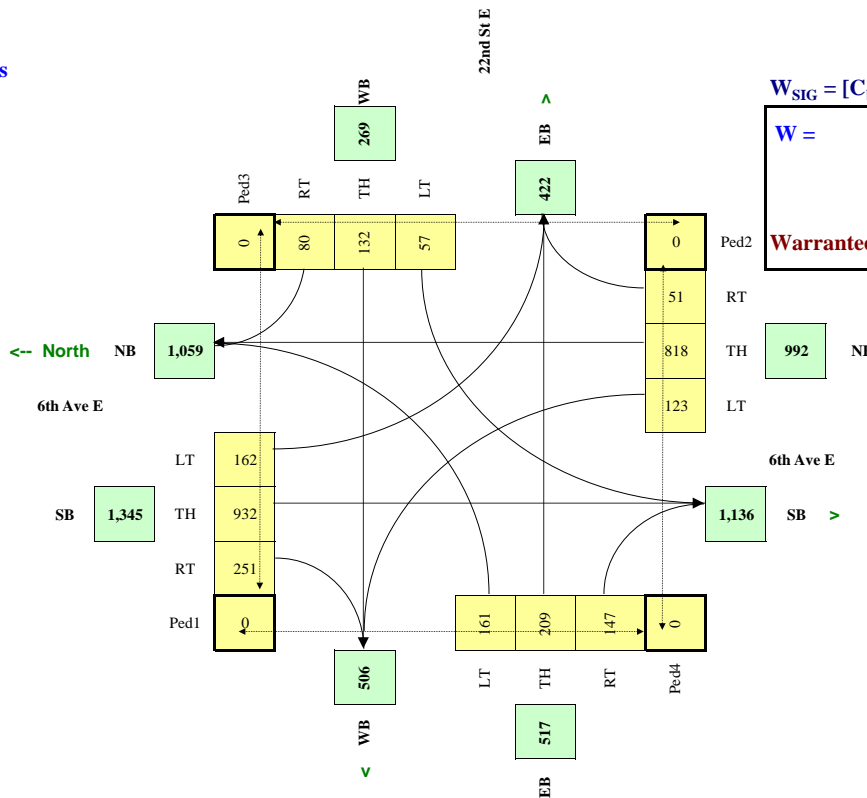 22nd St E
s
W_SIG = [C
WB
^
269
EB
W =
Ped3
RT
TH
LT
422
0
80
132
57
0
Ped2
Warranted
51
RT
<-- North
NB
1,059
818
TH
992
6th Ave E
123
LT
LT
162
6th Ave E
SB
1,345
TH
932
1,136
SB
>
RT
251
Ped1
0
161
209
147
0
506
LT
TH
RT
Ped4
WB
517
v
EB